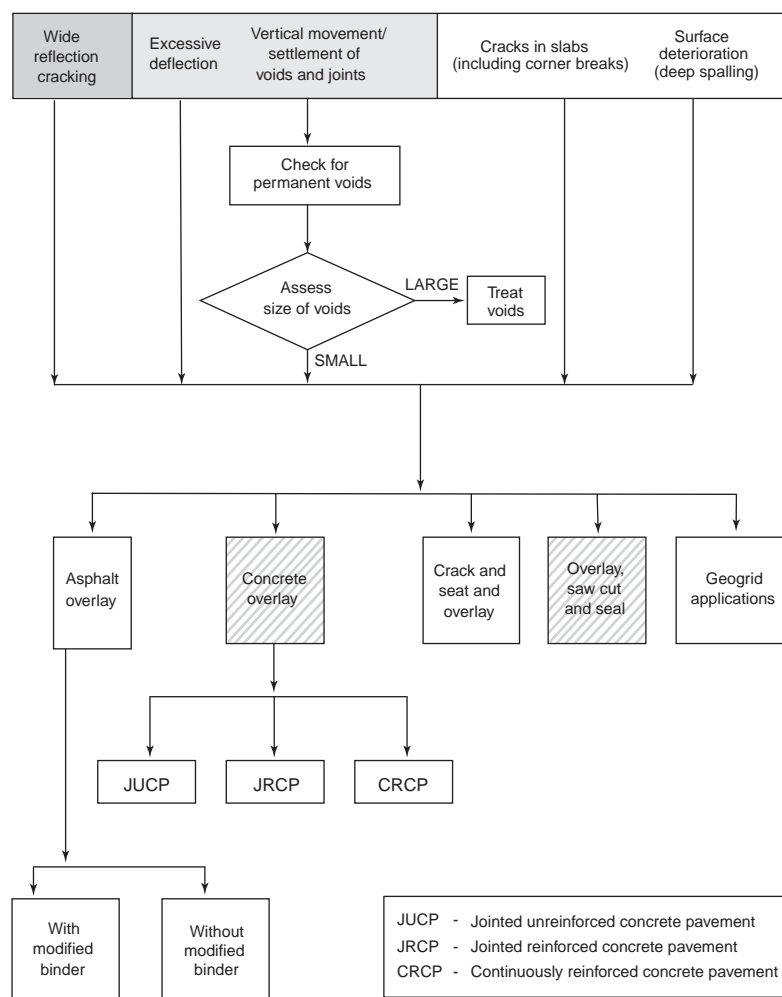 Wide
reflection
cracking
Excessive
deflection
Vertical movement/
settlement of
voids and joints
Cracks in slabs
(including corner breaks)
Surface
deterioration
(deep spalling)
Check for
permanent voids
Assess
size of voids
LARGE
Treat
voids
SMALL
Asphalt
overlay
Concrete
overlay
Crack and
seat and
overlay
Overlay,
saw cut
and seal
Geogrid
applications
JUCP
JRCP
CRCP
With
modified
binder
Without
modified
binder
JUCP - Jointed unreinforced concrete pavement
JRCP - Jointed reinforced concrete pavement
CRCP - Continuously reinforced concrete pavement